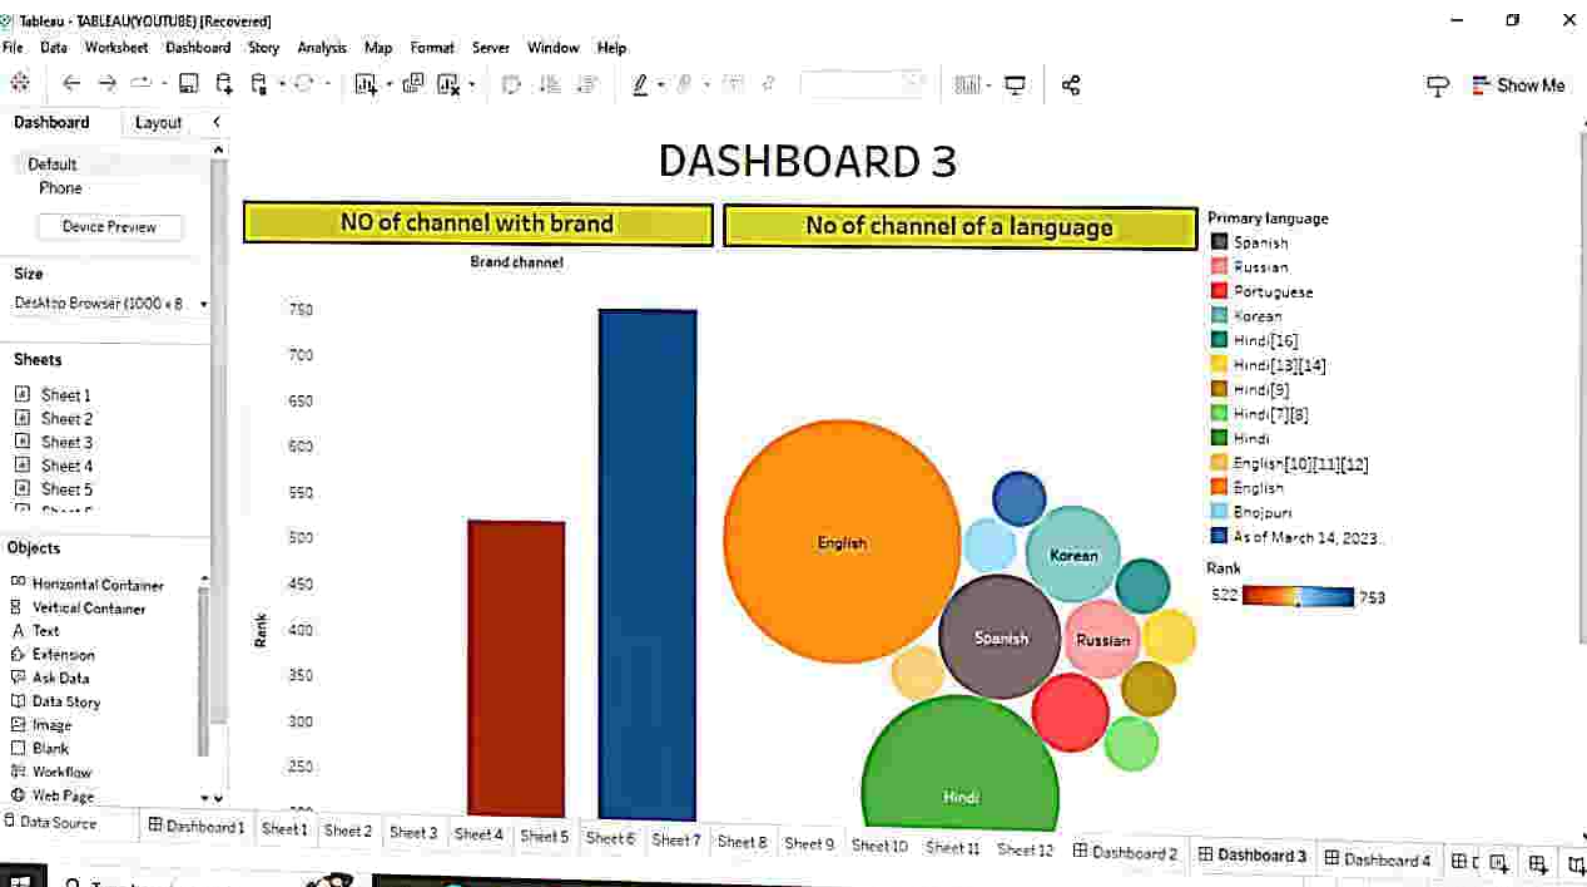 Tableau - TABLEAU(YOUTUBE) [Recovered]
File Data Worksheet Dashboard Story Analysis Map Format Server Window Help
Show Me
Dashboard Layout
Default
Phone
Device Preview
Size
Desktop Browser (1000 x 8
Sheets
Sheet 1
Sheet 2
Sheet 3
Sheet 4
Sheet 5
Objects
Horizontal Container
Vertical Container
A Text
Extension
Ask Data
Data Story
Image
Blank
Workflow
Web Page
DASHBOARD 3
NO of channel with brand
Brand channel
750
700
650
600
550
500
450
400
350
300
250
Rank
No of channel of a language
English
Korean
Spanish
Russian
Hindi
Primary language
Spanish
Russian
Portuguese
Korean
Hindi[16]
Hindi[13][14]
Hindi[9]
Hindi[7][8]
Hindi
English[10][11][12]
English
As of March 14, 2023..
Rank
522 753
Data Source Dashboard 1 Sheet 1 Sheet 2 Sheet 3 Sheet 4 Sheet 5 Sheet 6 Sheet 7 Sheet 8 Sheet 9 Sheet 10 Sheet 11 Sheet 12 Dashboard 2 Dashboard 3 Dashboard 4